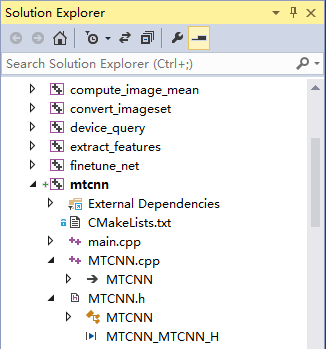 Solution Explorer
Search Solution Explorer (Ctrl+;)
compute_image_mean
convert_imageset
device_query
extract_features
finetune_net
mtcnn
External Dependencies
CMakeLists.txt
main.cpp
MTCNN.cpp
MTCNN
MTCNN.h
MTCNN
MTCNN_MTCNN_H